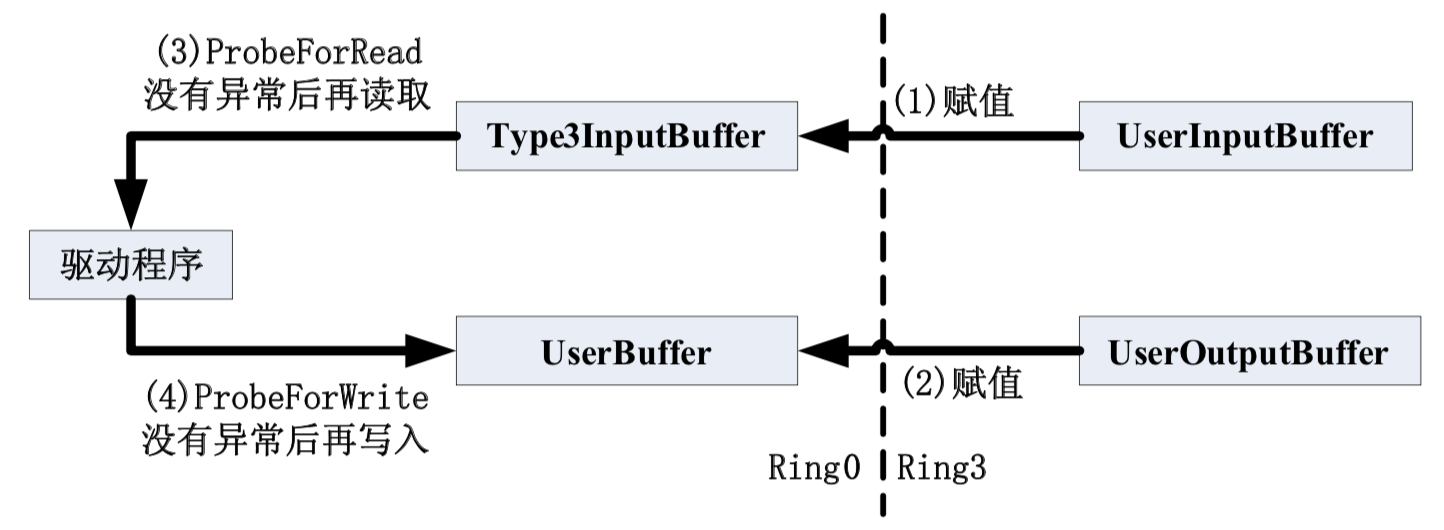 (3)ProbeForRead
没有异常后再读取
(1)赋值
Type3InputBuffer
UserInputBuffer
驱动程序
UserBuffer
UserOutputBuffer
(2)赋值
(4)ProbeForWrite
没有异常后再写入
Ring0
Ring3